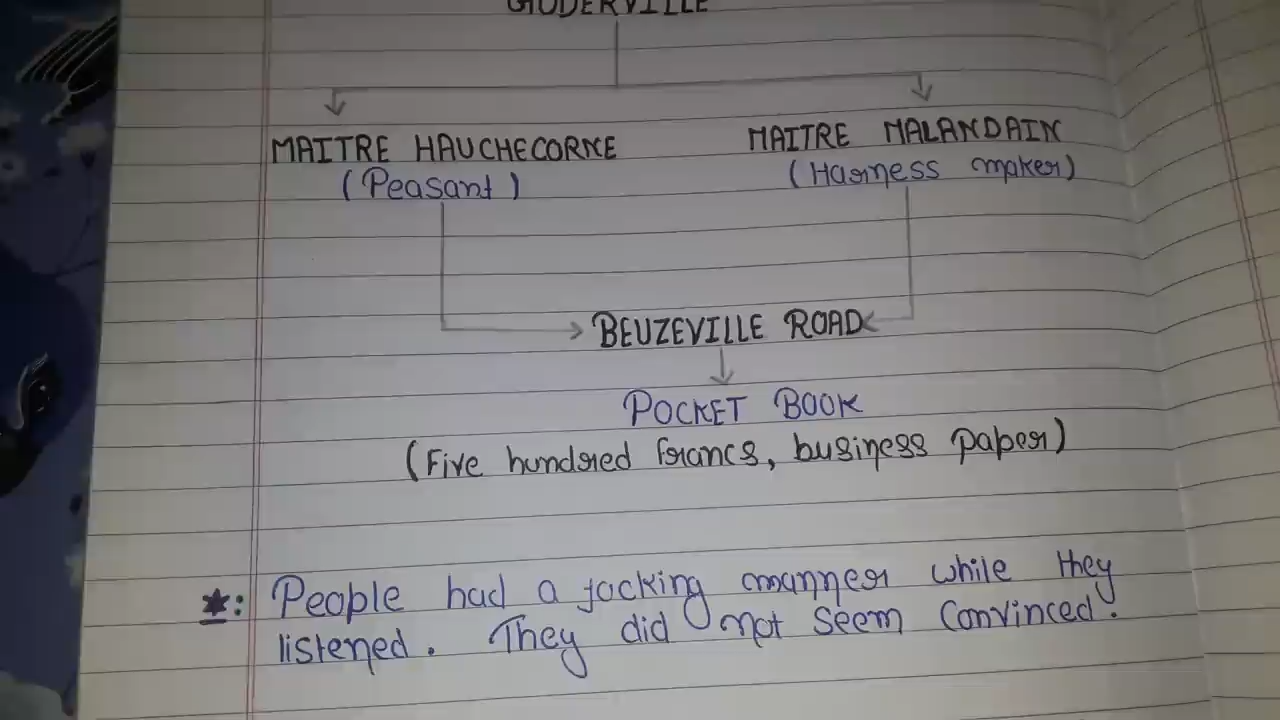 GIODERVILLE
MAITRE HAUCHECORNE
MAITRE MALANDAIN
(Peasant)
(Harness maker)
BEUZEVILLE ROAD
POCKET BOOK
(Five hundred francs, business paper)
*: People had a jocking manner while they
listened. They did not seem convinced.